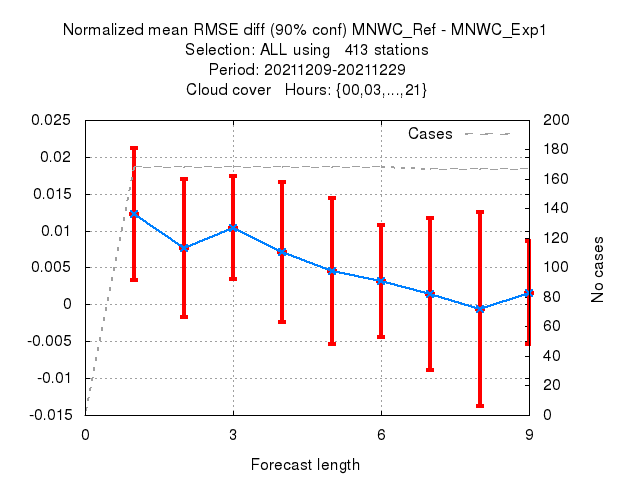 Normalized mean RMSE diff (90% conf) MNWC_Ref - MNWC_Exp1
Selection: ALL using   413 stations
Period: 20211209-20211229
Cloud cover   Hours: {00,03,...,21}
Cases
0.025
0.02
0.015
0.01
0.005
0
-0.005
-0.01
-0.015
200
180
160
140
120
100
80
60
40
20
0
No cases
0 3 6 9
Forecast length